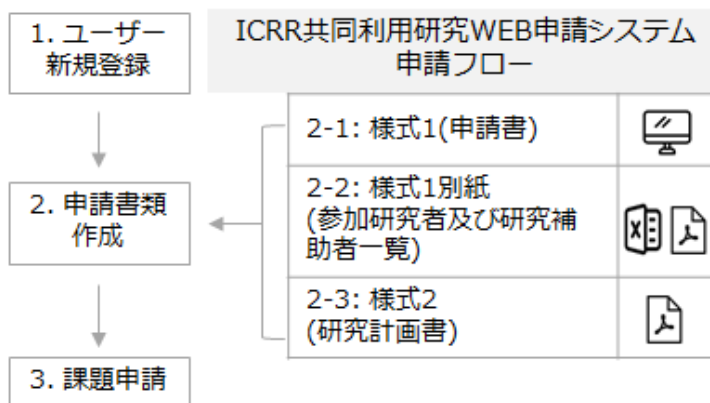 1. ユーザー
新規登録
ICRR共同利用研究WEB申請システム
申請フロー
2-1: 様式1(申請書)
2. 申請書類
作成
2-2: 様式1別紙
(参加研究者及び研究補
助者一覧)
2-3: 様式2
(研究計画書)
3. 課題申請